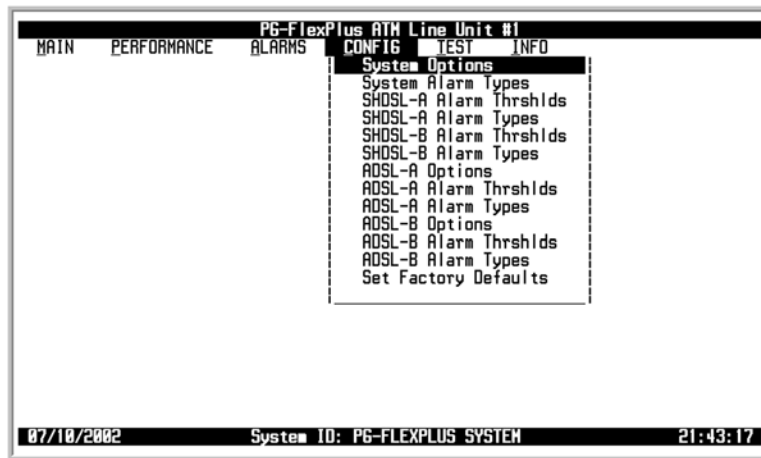 PG-FlexPlus ATM Line Unit #1
MAIN PERFORMANCE ALARMS CONFIG TEST INFO
System Options
System Alarm Types
SHDSL-A Alarm Thrshlds
SHDSL-A Alarm Types
SHDSL-B Alarm Thrshlds
SHDSL-B Alarm Types
ADSL-A Options
ADSL-A Alarm Thrshlds
ADSL-A Alarm Types
ADSL-B Options
ADSL-B Alarm Thrshlds
ADSL-B Alarm Types
Set Factory Defaults
07/10/2002 System ID: PG-FLEXPLUS SYSTEM 21:43:17